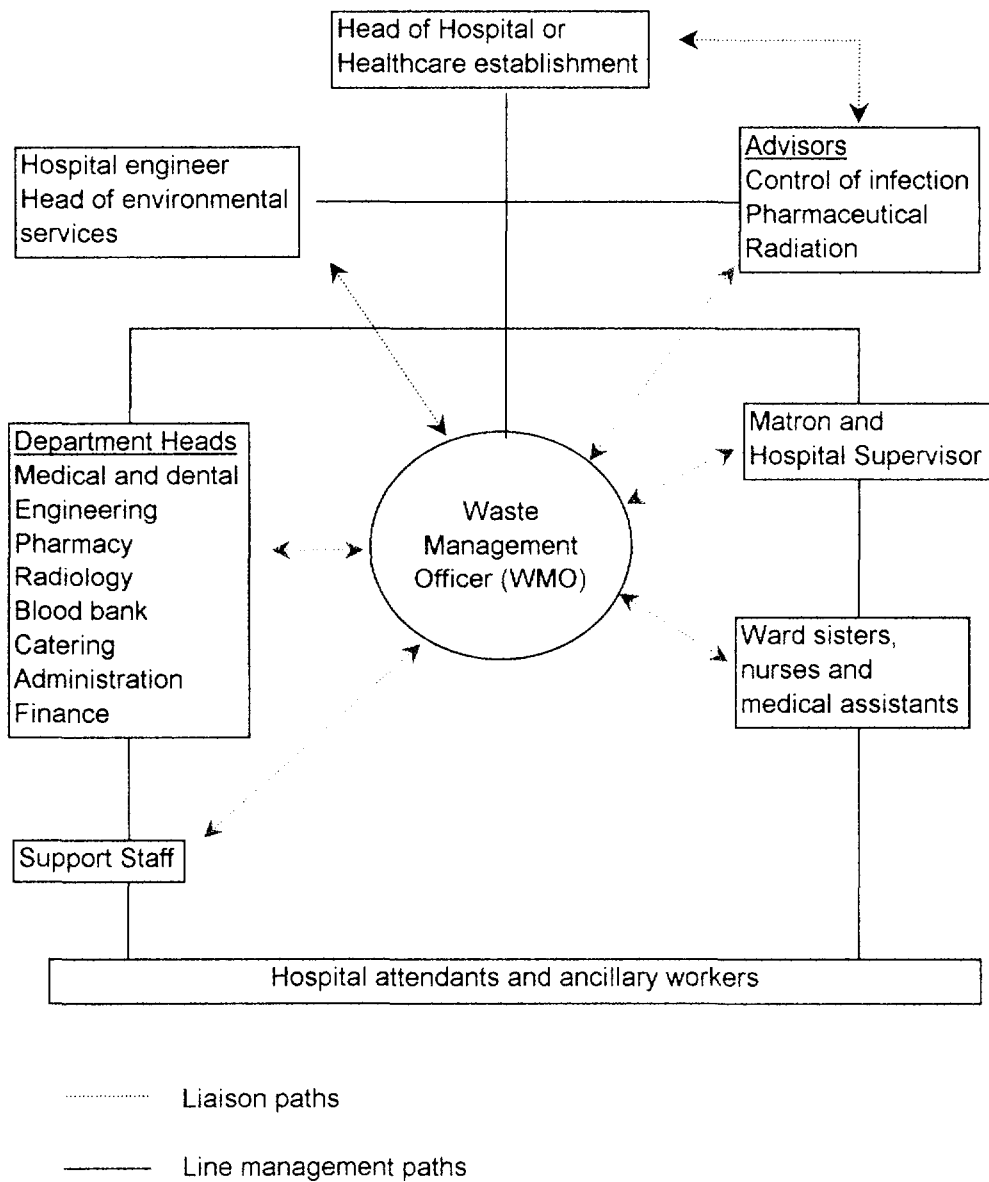 Head of Hospital or
Healthcare establishment
Hospital engineer
Head of environmental
services
Advisors
Control of infection
Pharmaceutical
Radiation
Department Heads
Medical and dental
Engineering
Pharmacy
Radiology
Blood bank
Catering
Administration
Finance
Waste
Management
Officer (WMO)
Matron and
Hospital Supervisor
Ward sisters,
nurses and
medical assistants
Support Staff
Hospital attendants and ancillary workers
Liaison paths
Line management paths